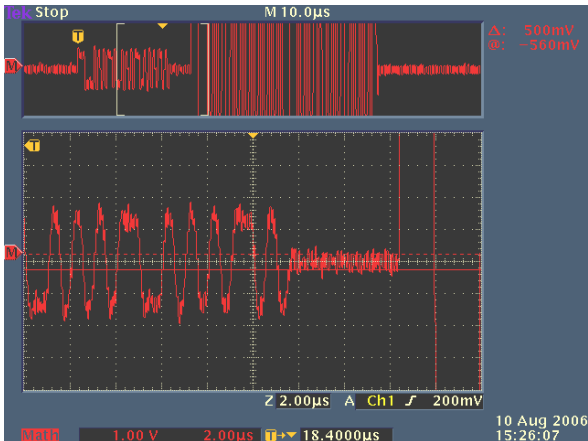 Tek Stop M 10.0µs
Δ: 500mV
@: -560mV
T
M
T
M
Z 2.00µs A Ch1 200mV
Math 1.00 V 2.00µs T 18.4000µs
10 Aug 2006
15:26:07